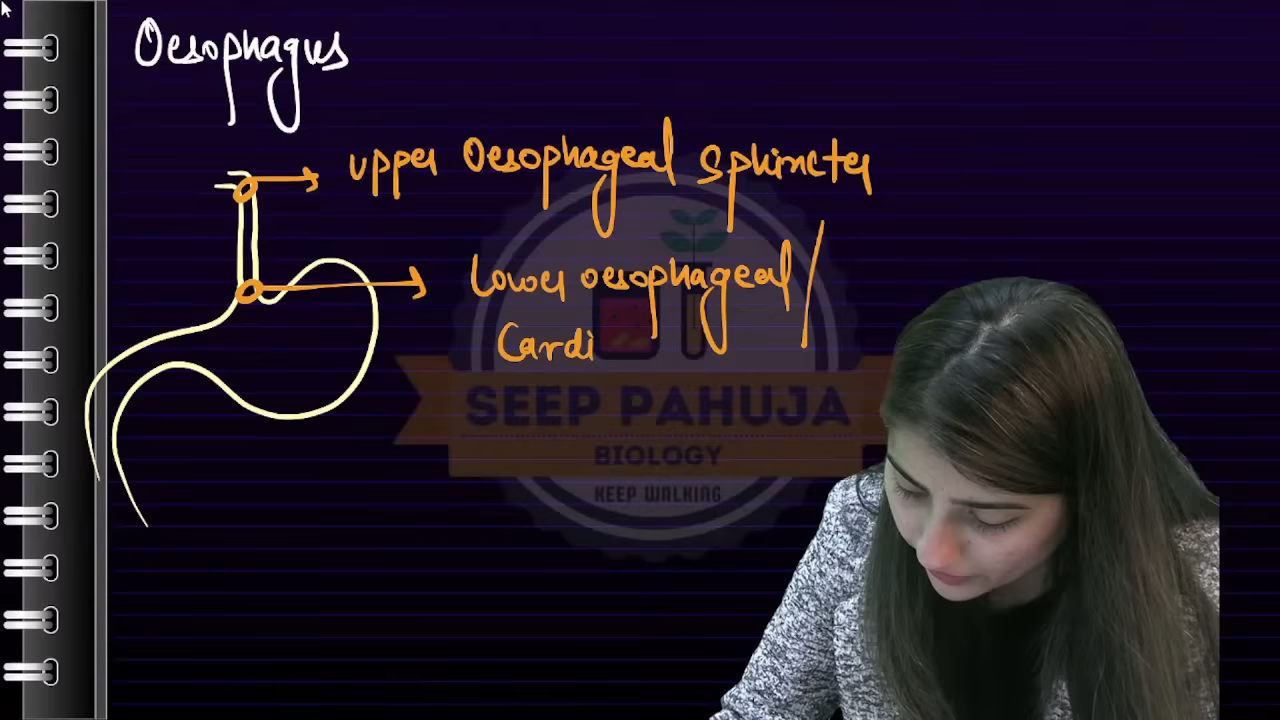 Oesophagus
upper Oesophageal Sphincter
Lower oesophageal/
Cardi
SEEP PAHUJA
BIOLOGY
KEEP WALKING